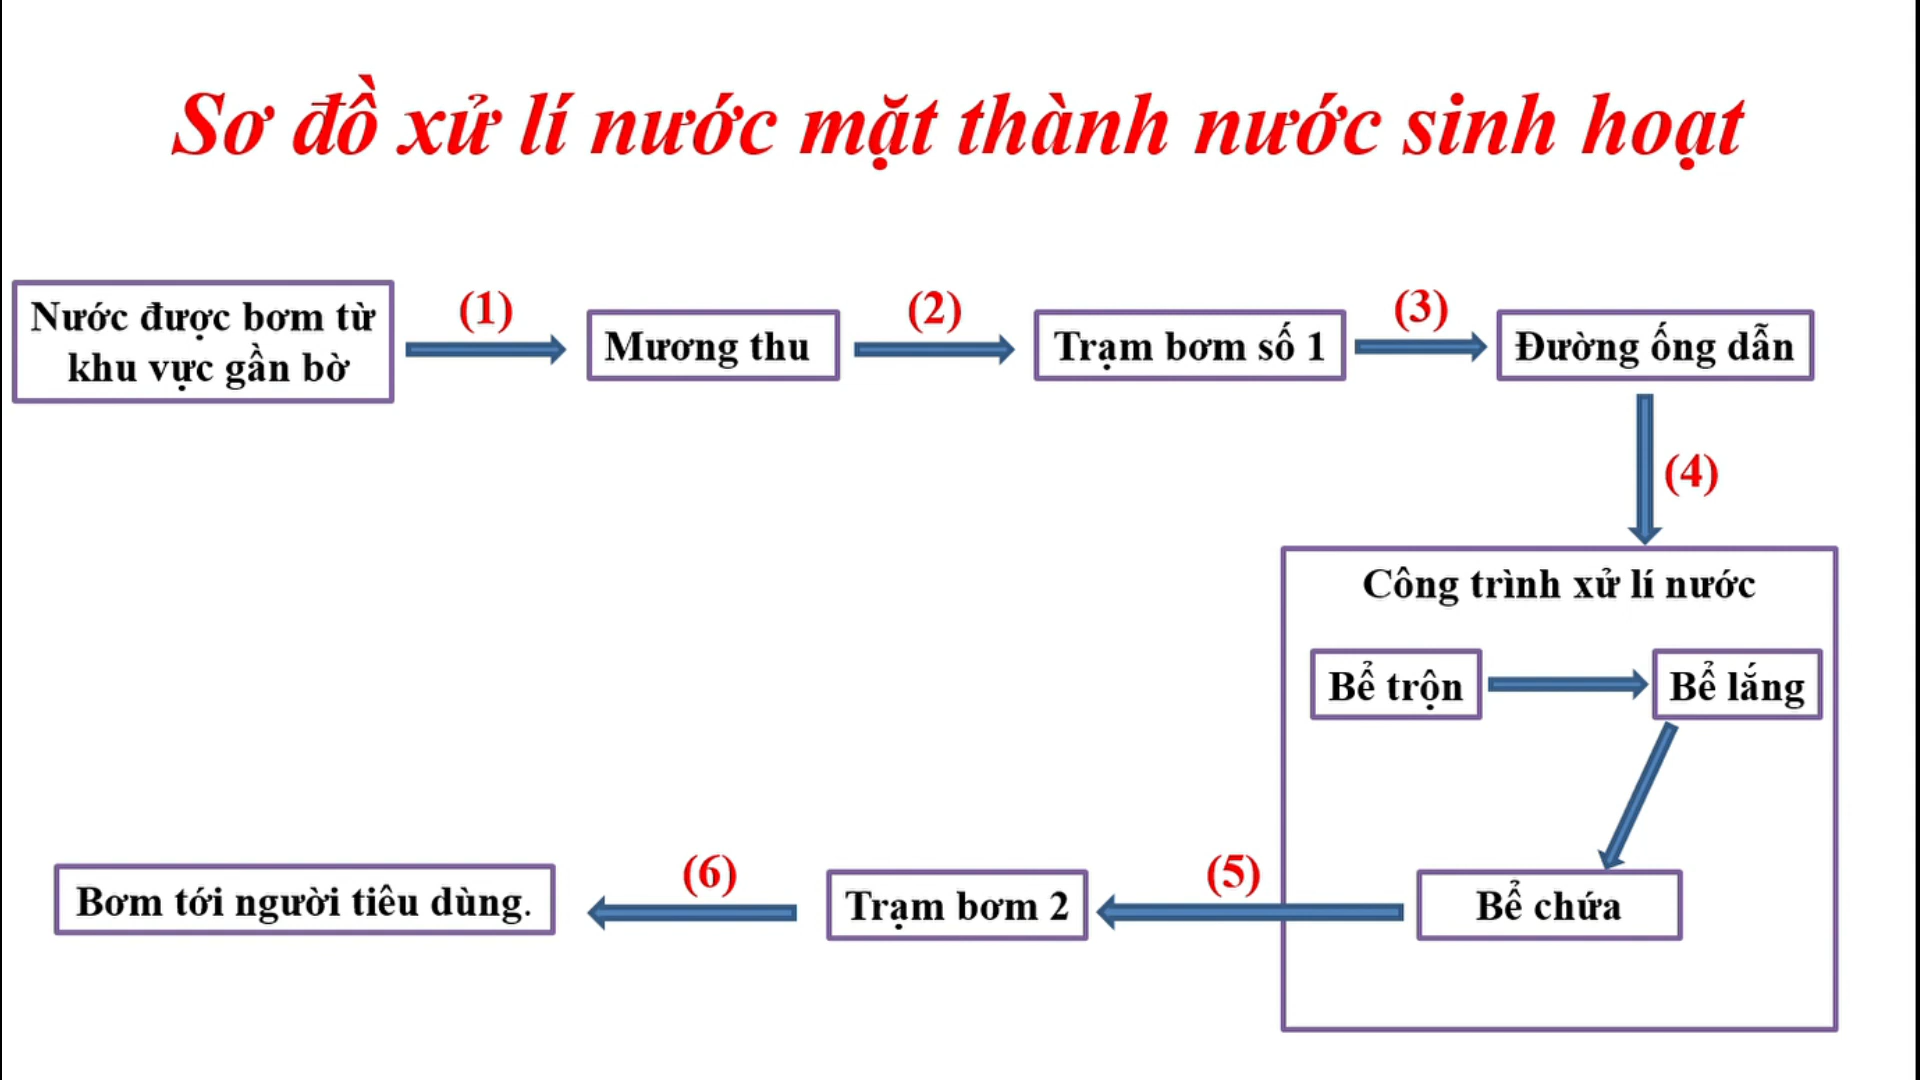 Sơ đồ xử lí nước mặt thành nước sinh hoạt
Nước được bơm từ
khu vực gần bờ
(1)
Mương thu
(2)
Trạm bơm số 1
(3)
Đường ống dẫn
(4)
Công trình xử lí nước
Bể trộn
Bể lắng
Bể chứa
(5)
Trạm bơm 2
(6)
Bơm tới người tiêu dùng.